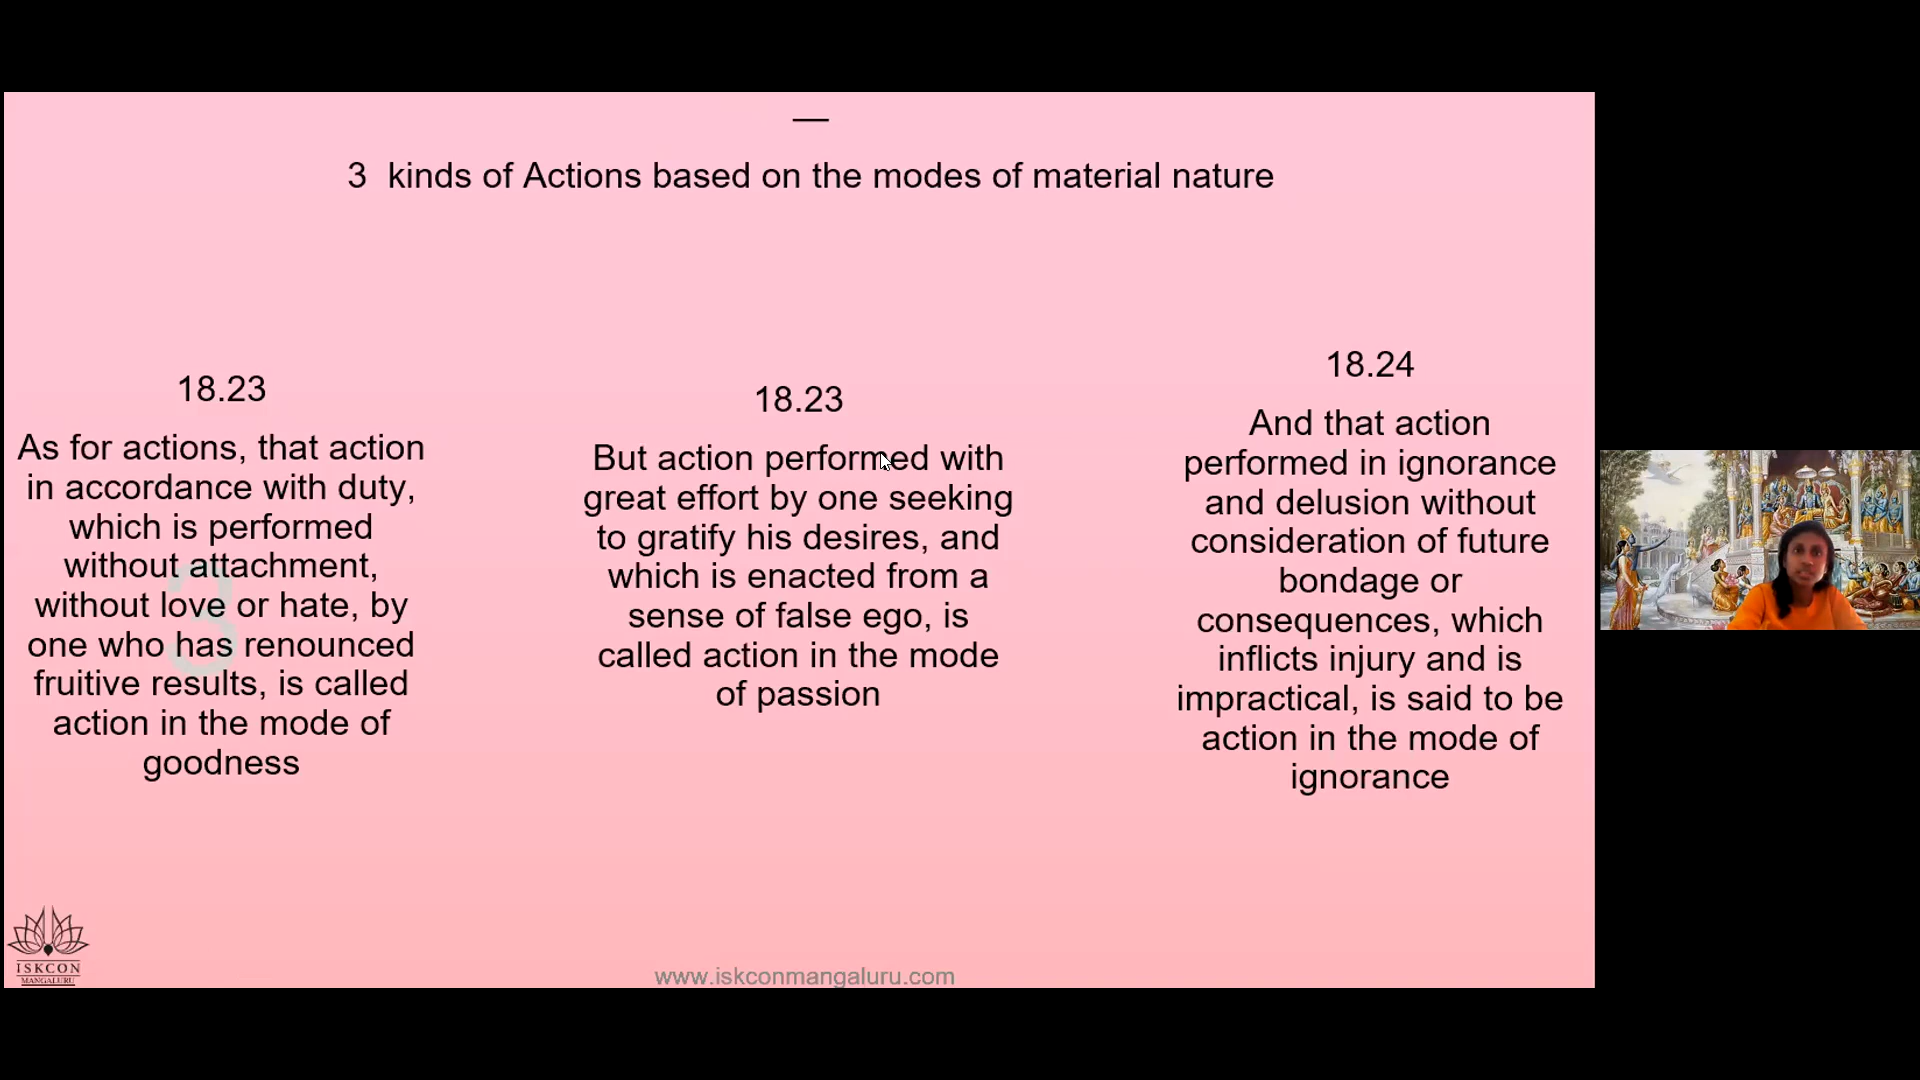 3 kinds of Actions based on the modes of material nature
18.23
As for actions, that action
in accordance with duty,
which is performed
without attachment,
without love or hate, by
one who has renounced
fruitive results, is called
action in the mode of
goodness
3
18.23
But action performed with
great effort by one seeking
to gratify his desires, and
which is enacted from a
sense of false ego, is
called action in the mode
of passion
18.24
And that action
performed in ignorance
and delusion without
consideration of future
bondage or
consequences, which
inflicts injury and is
impractical, is said to be
action in the mode of
ignorance
ISKCON
MANGALURU
www.iskconmangaluru.com